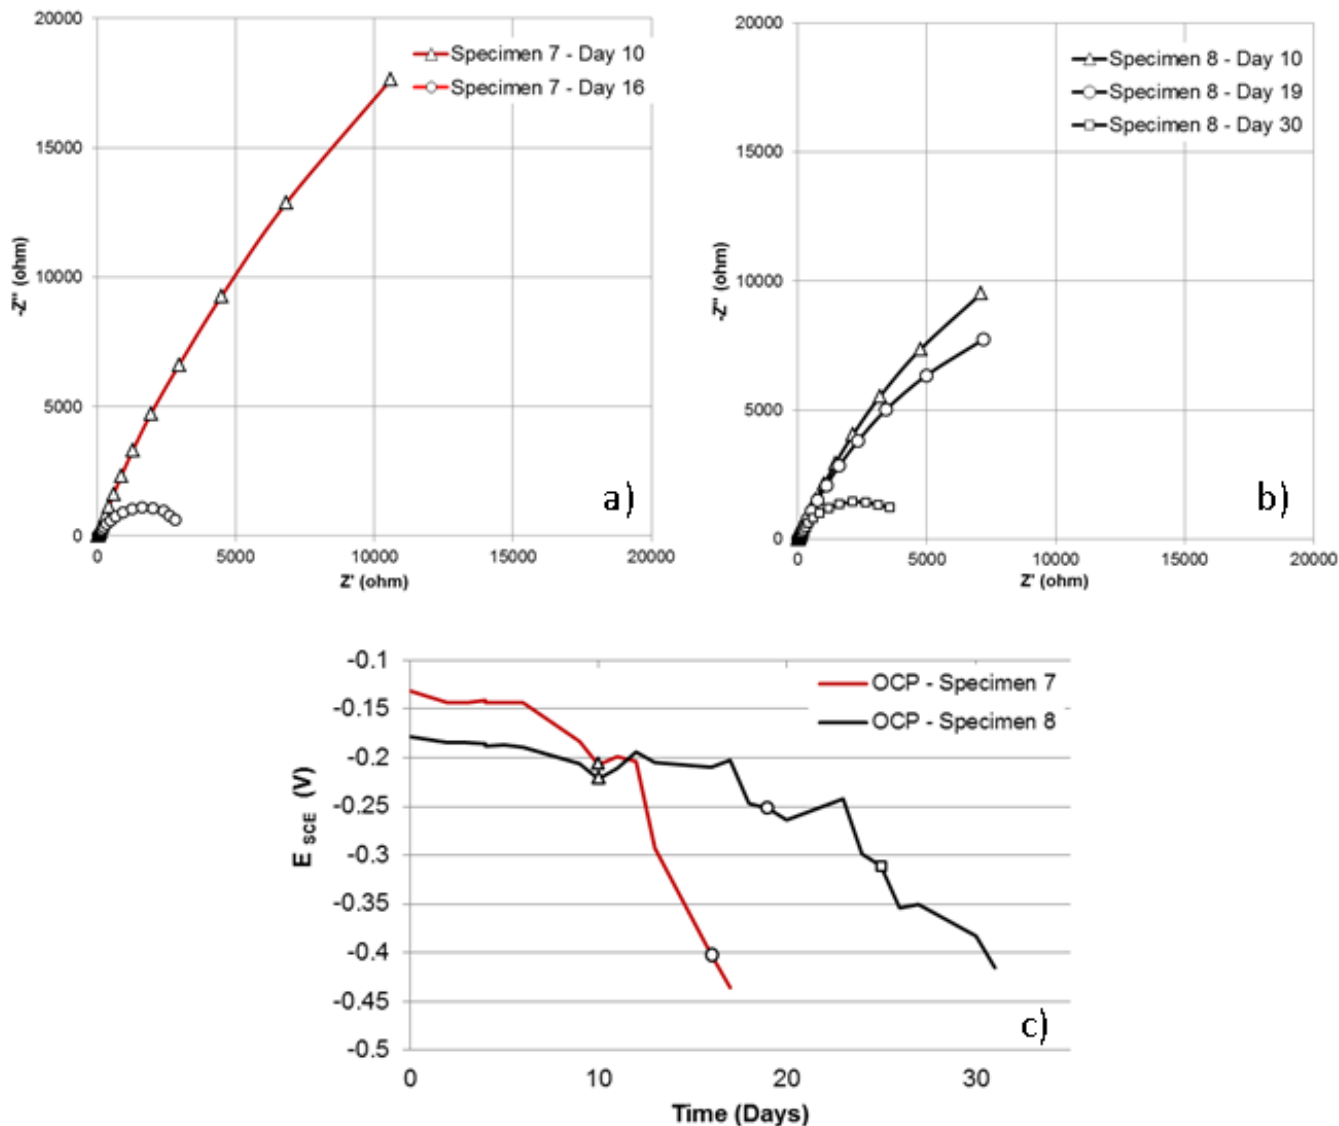 20000
15000
10000
5000
0
-Z'' (ohm)
Specimen 7 - Day 10
Specimen 7 - Day 16
a)
0 5000 10000 15000 20000
Z' (ohm)
20000
15000
10000
5000
0
-Z'' (ohm)
Specimen 8 - Day 10
Specimen 8 - Day 19
Specimen 8 - Day 30
b)
0 5000 10000 15000 20000
Z' (ohm)
-0.1
-0.15
-0.2
-0.25
-0.3
-0.35
-0.4
-0.45
-0.5
E SCE (V)
OCP - Specimen 7
OCP - Specimen 8
c)
0 10 20 30
Time (Days)